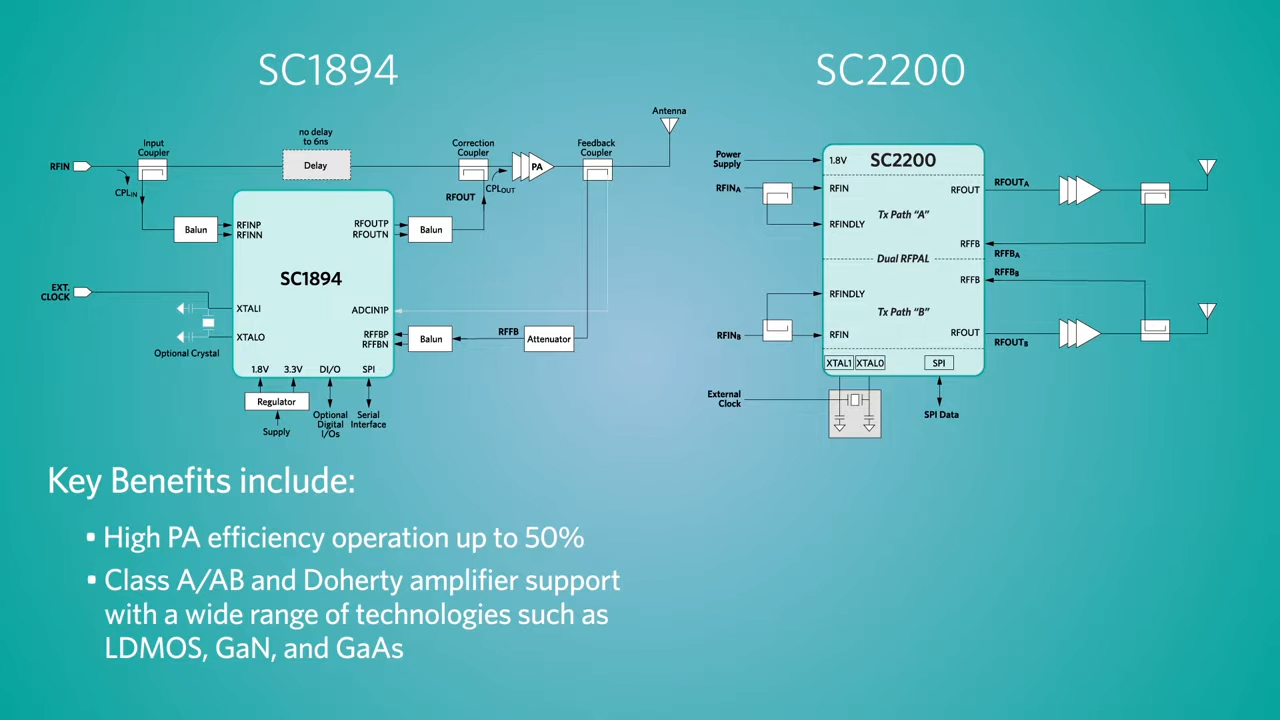 SC1894
SC2200
Antenna
no delay
to 6ns
Input
Coupler
Correction
Coupler
Feedback
Coupler
RFIN
Delay
PA
CPLIN
CPLOUT
RFOUT
Balun
RFINP
RFINN
RFOUTP
RFOUTN
Balun
SC1894
EXT.
CLOCK
XTALI
ADCIN1P
XTALO
RFFBP
RFFBN
Balun
RFFB
Attenuator
Optional Crystal
1.8V
3.3V
DI/O
SPI
Regulator
Supply
Optional
Digital
I/Os
Serial
Interface
Power
Supply
1.8V
SC2200
RFINA
RFIN
RFOUT
RFOUTA
Tx Path “A”
RFINDLY
RFFB
RFFBA
Dual RFPAL
RFFBB
RFFB
RFINDLY
Tx Path “B”
RFINB
RFIN
RFOUT
RFOUTB
XTAL1
XTAL0
SPI
External
Clock
SPI Data
Key Benefits include:
▪ High PA efficiency operation up to 50%
▪ Class A/AB and Doherty amplifier support
with a wide range of technologies such as
LDMOS, GaN, and GaAs